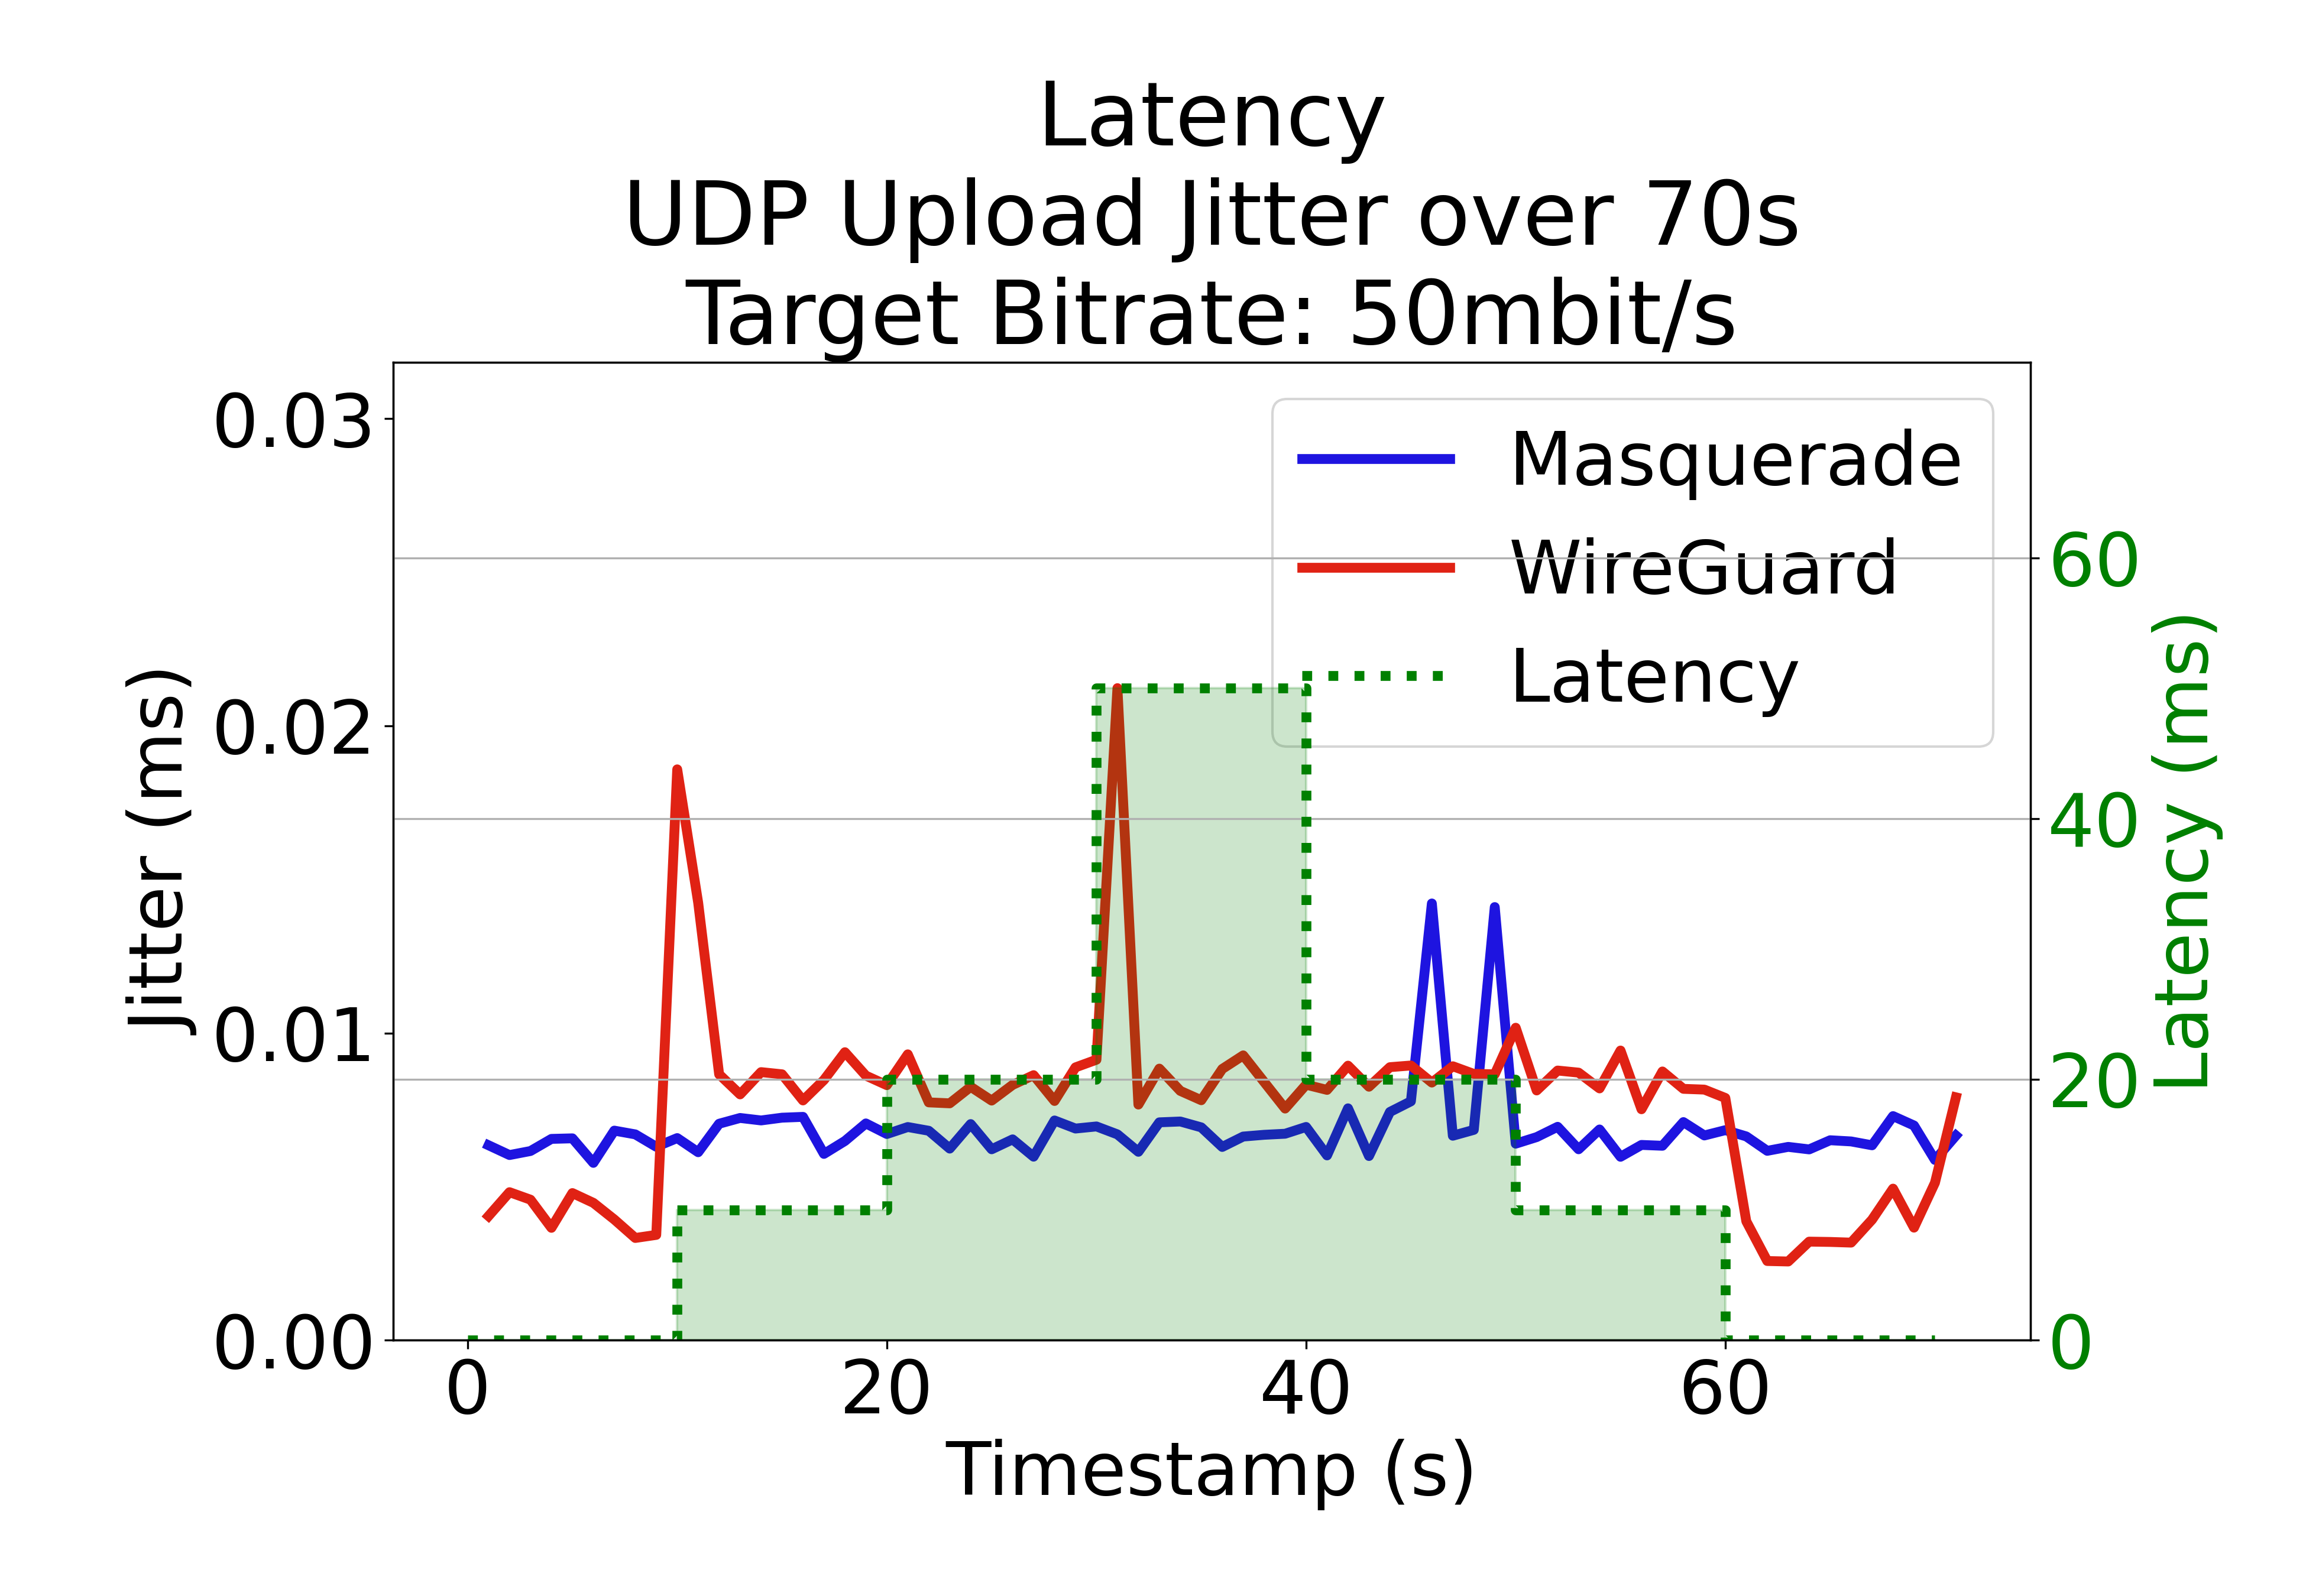 Latency
UDP Upload Jitter over 70s
Target Bitrate: 50mbit/s
Jitter (ms)
0.03
0.02
0.01
0.00
Masquerade
WireGuard
Latency
60
40
20
0
Latency (ms)
0 20 40 60
Timestamp (s)